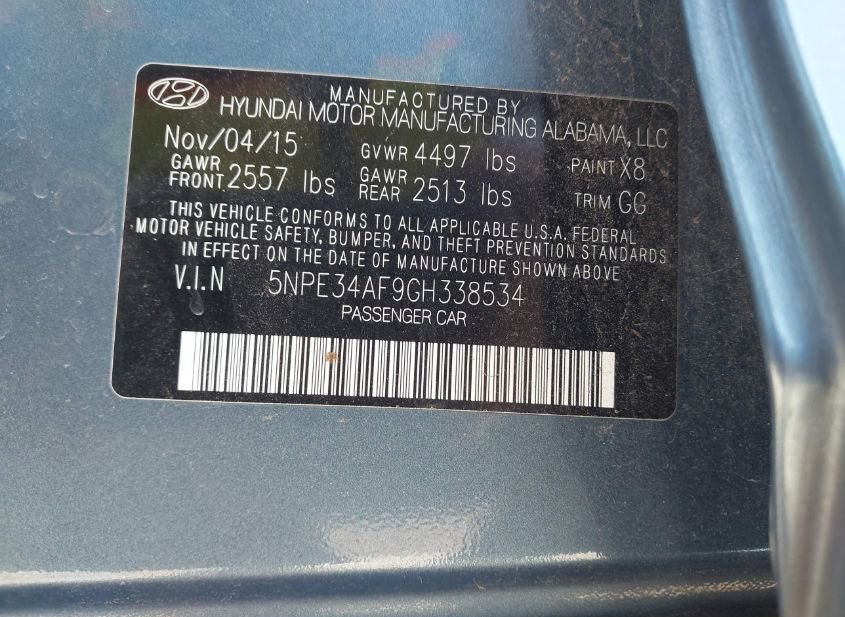 MANUFACTURED BY
HYUNDAI MOTOR MANUFACTURING ALABAMA, LLC
Nov/04/15 GVWR 4497 lbs PAINT X8
GAWR FRONT 2557 lbs GAWR REAR 2513 lbs TRIM GG
THIS VEHICLE CONFORMS TO ALL APPLICABLE U.S.A. FEDERAL
MOTOR VEHICLE SAFETY, BUMPER, AND THEFT PREVENTION STANDARDS
IN EFFECT ON THE DATE OF MANUFACTURE SHOWN ABOVE
V.I.N 5NPE34AF9GH338534
PASSENGER CAR